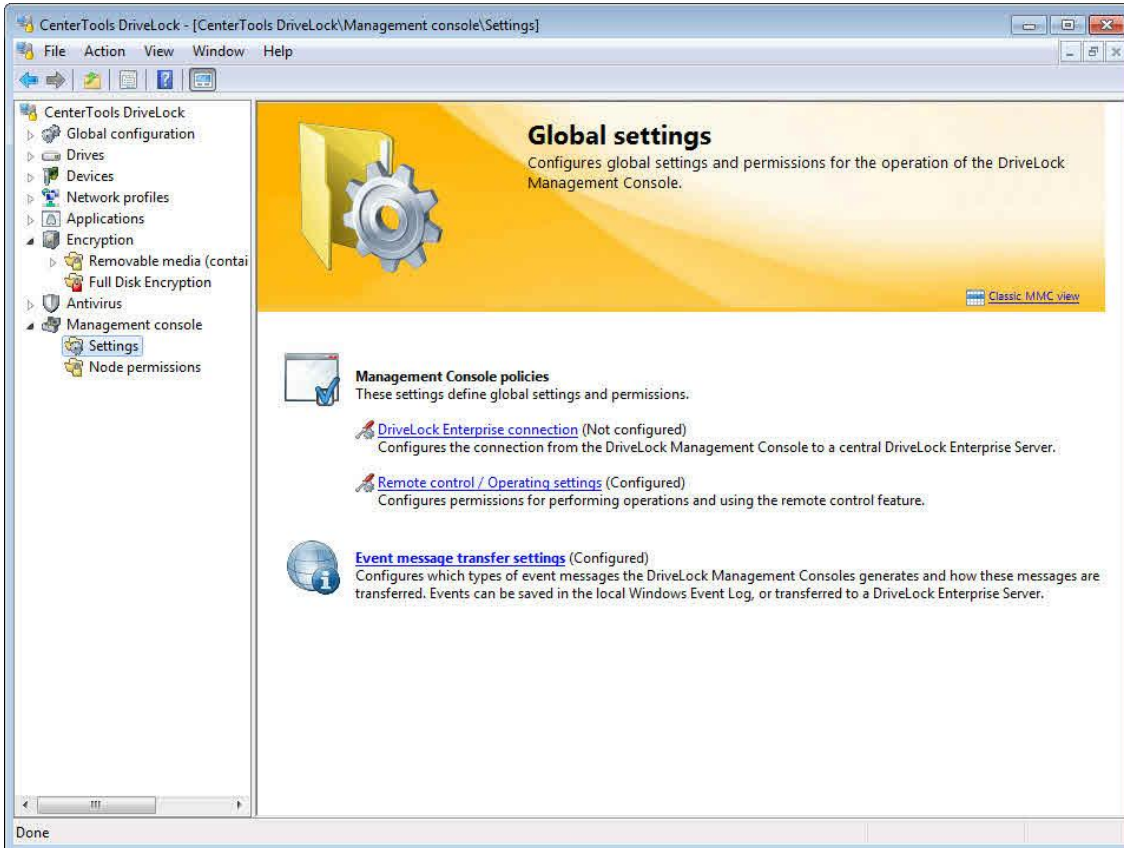 CenterTools DriveLock - [CenterTools DriveLock\Management console\Settings]
File Action View Window Help
CenterTools DriveLock
Global configuration
Drives
Devices
Network profiles
Applications
Encryption
Removable media (contai
Full Disk Encryption
Antivirus
Management console
Settings
Node permissions
Global settings
Configures global settings and permissions for the operation of the DriveLock
Management Console.
Classic MMC view
Management Console policies
These settings define global settings and permissions.
DriveLock Enterprise connection (Not configured)
Configures the connection from the DriveLock Management Console to a central DriveLock Enterprise Server.
Remote control / Operating settings (Configured)
Configures permissions for performing operations and using the remote control feature.
Event message transfer settings (Configured)
Configures which types of event messages the DriveLock Management Consoles generates and how these messages are
transferred. Events can be saved in the local Windows Event Log, or transferred to a DriveLock Enterprise Server.
Done